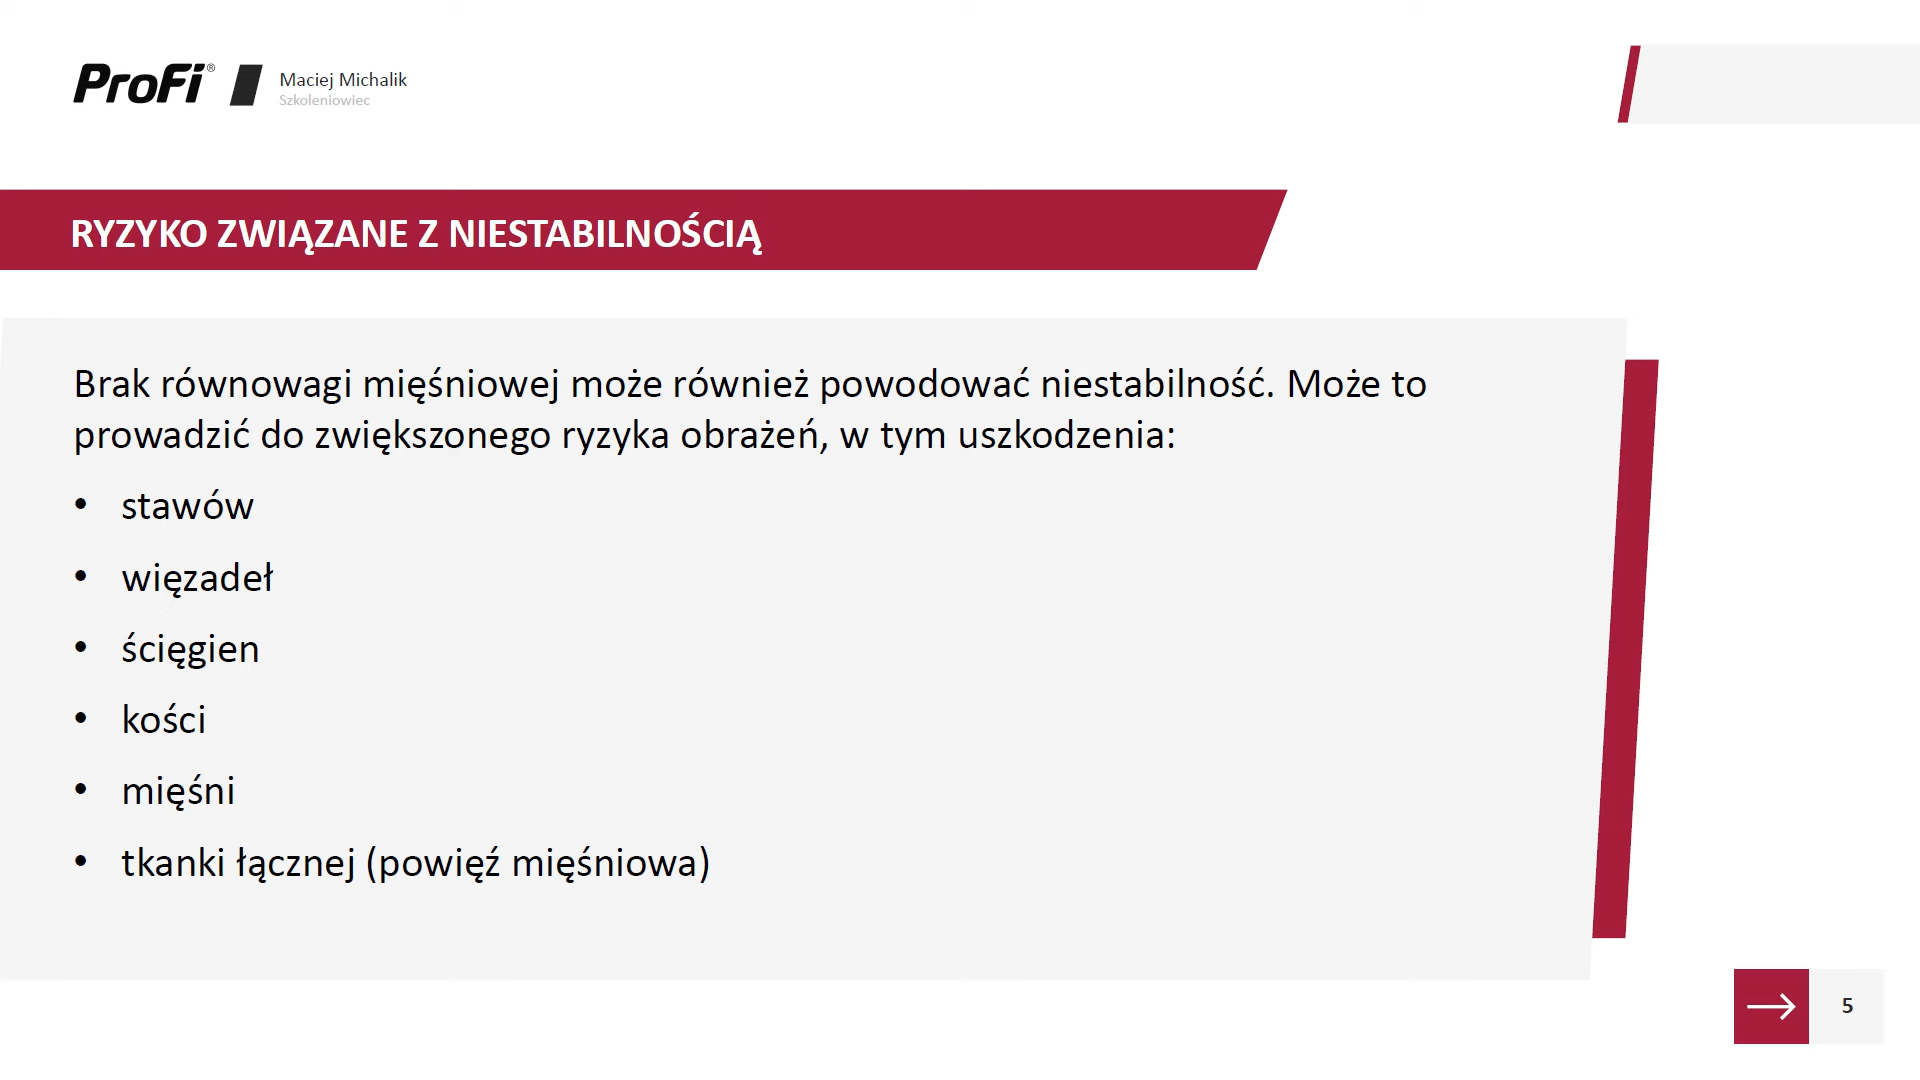 ProFi®
Maciej Michalik
Szkoleniowiec
RYZYKO ZWIĄZANE Z NIESTABILNOŚCIĄ
Brak równowagi mięśniowej może również powodować niestabilność. Może to
prowadzić do zwiększonego ryzyka obrażeń, w tym uszkodzenia:
• stawów
• więzadeł
• ścięgien
• kości
• mięśni
• tkanki łącznej (powięź mięśniowa)
5